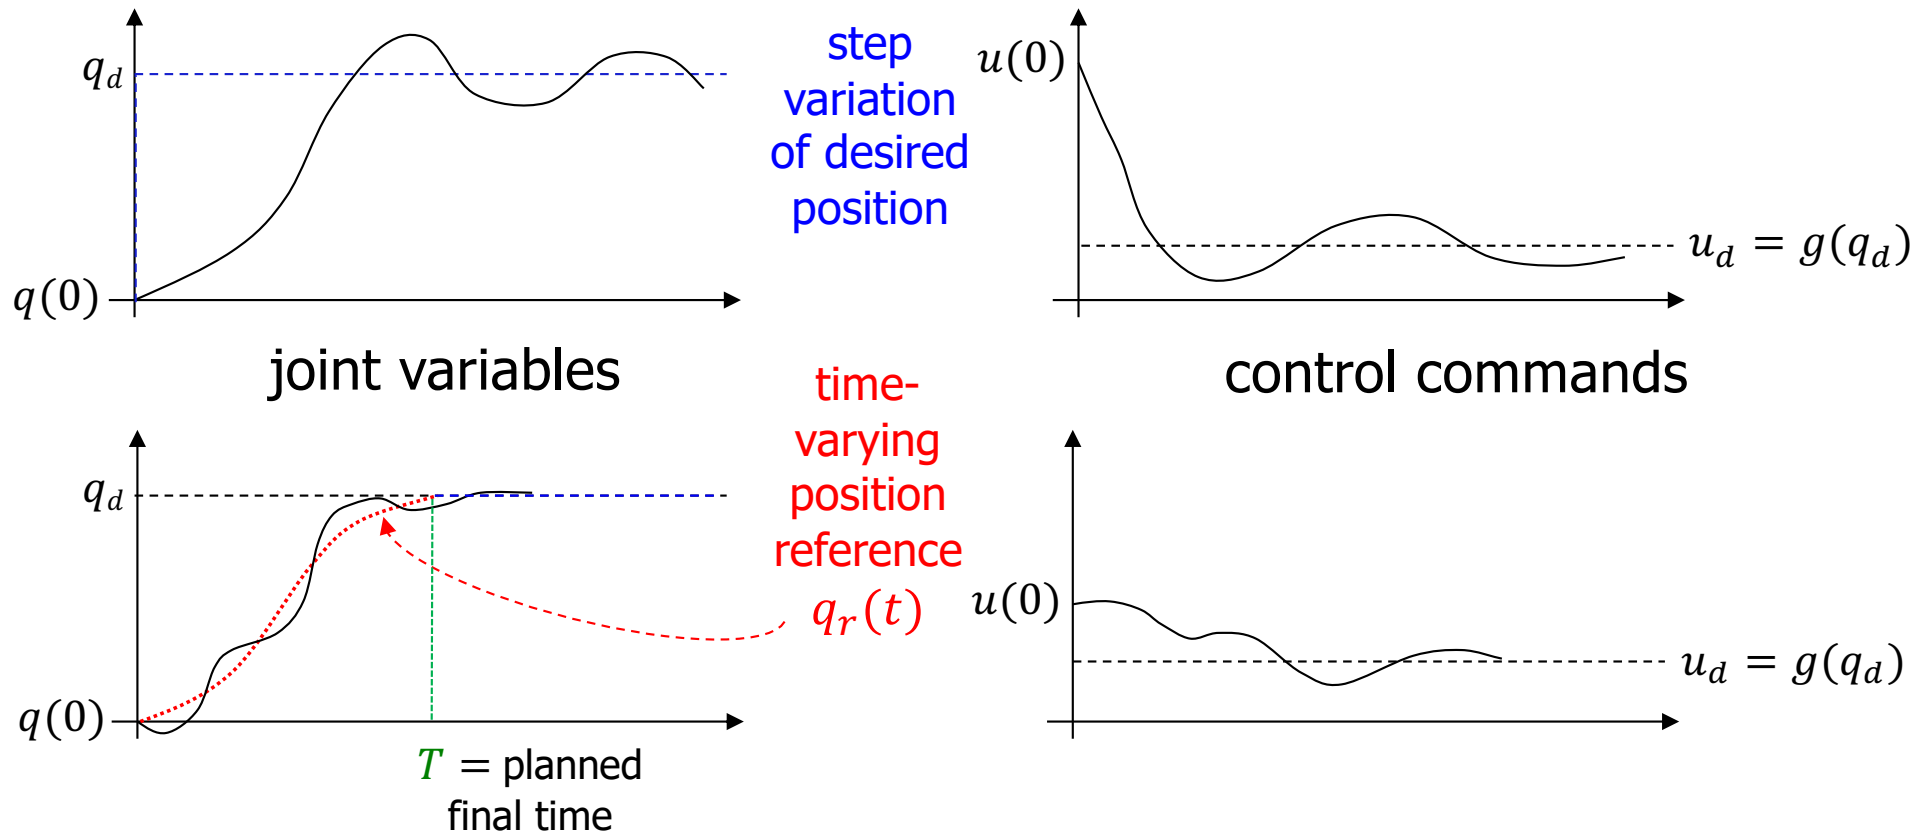 q_d
q(0)
joint variables
step
variation
of desired
position
u(0)
u_d = g(q_d)
control commands
q_d
q(0)
T = planned
final time
time-
varying
position
reference
q_r(t)
u(0)
u_d = g(q_d)